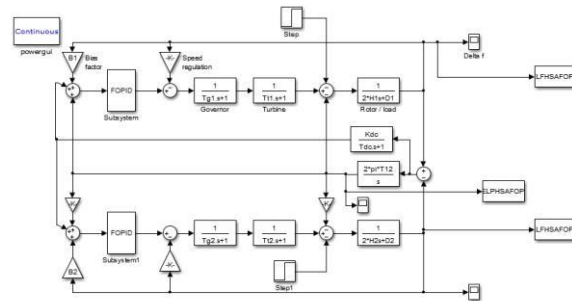 Continuous
powergui
Step
B1
Bias
factor
-K-
Speed
regulation
Delta f
LFHSAFOP
FOPID
Subsystem
1
Tg1.s+1
Governor
1
Tt1.s+1
Turbine
1
2*H1s+D1
Rotor / load
Kdc
Tdc.s+1
2*pi*T12
s
-K-
-K-
FOPID
Subsystem1
1
Tg2.s+1
1
Tt2.s+1
1
2*H2s+D2
LFHSAFOP
B2
-K-
Step1